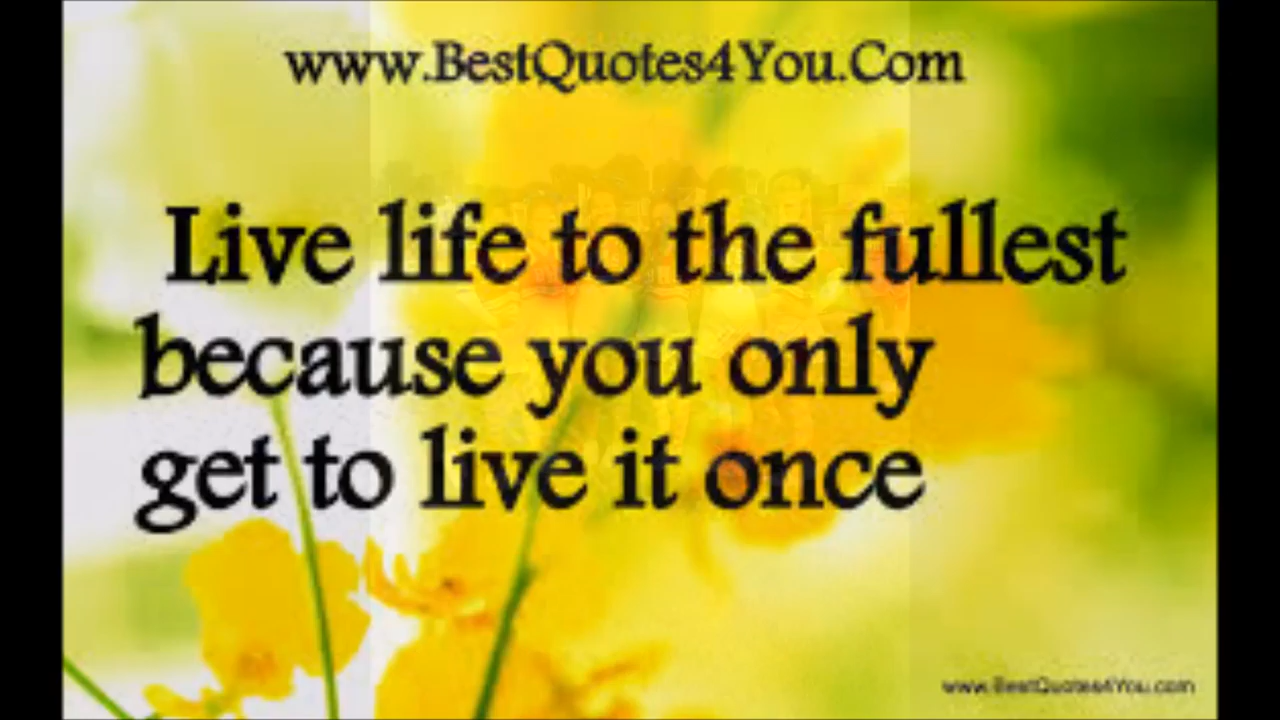 www.BestQuotes4You.Com
Live life to the fullest
because you only
get to live it once
www.BestQuotes4You.com